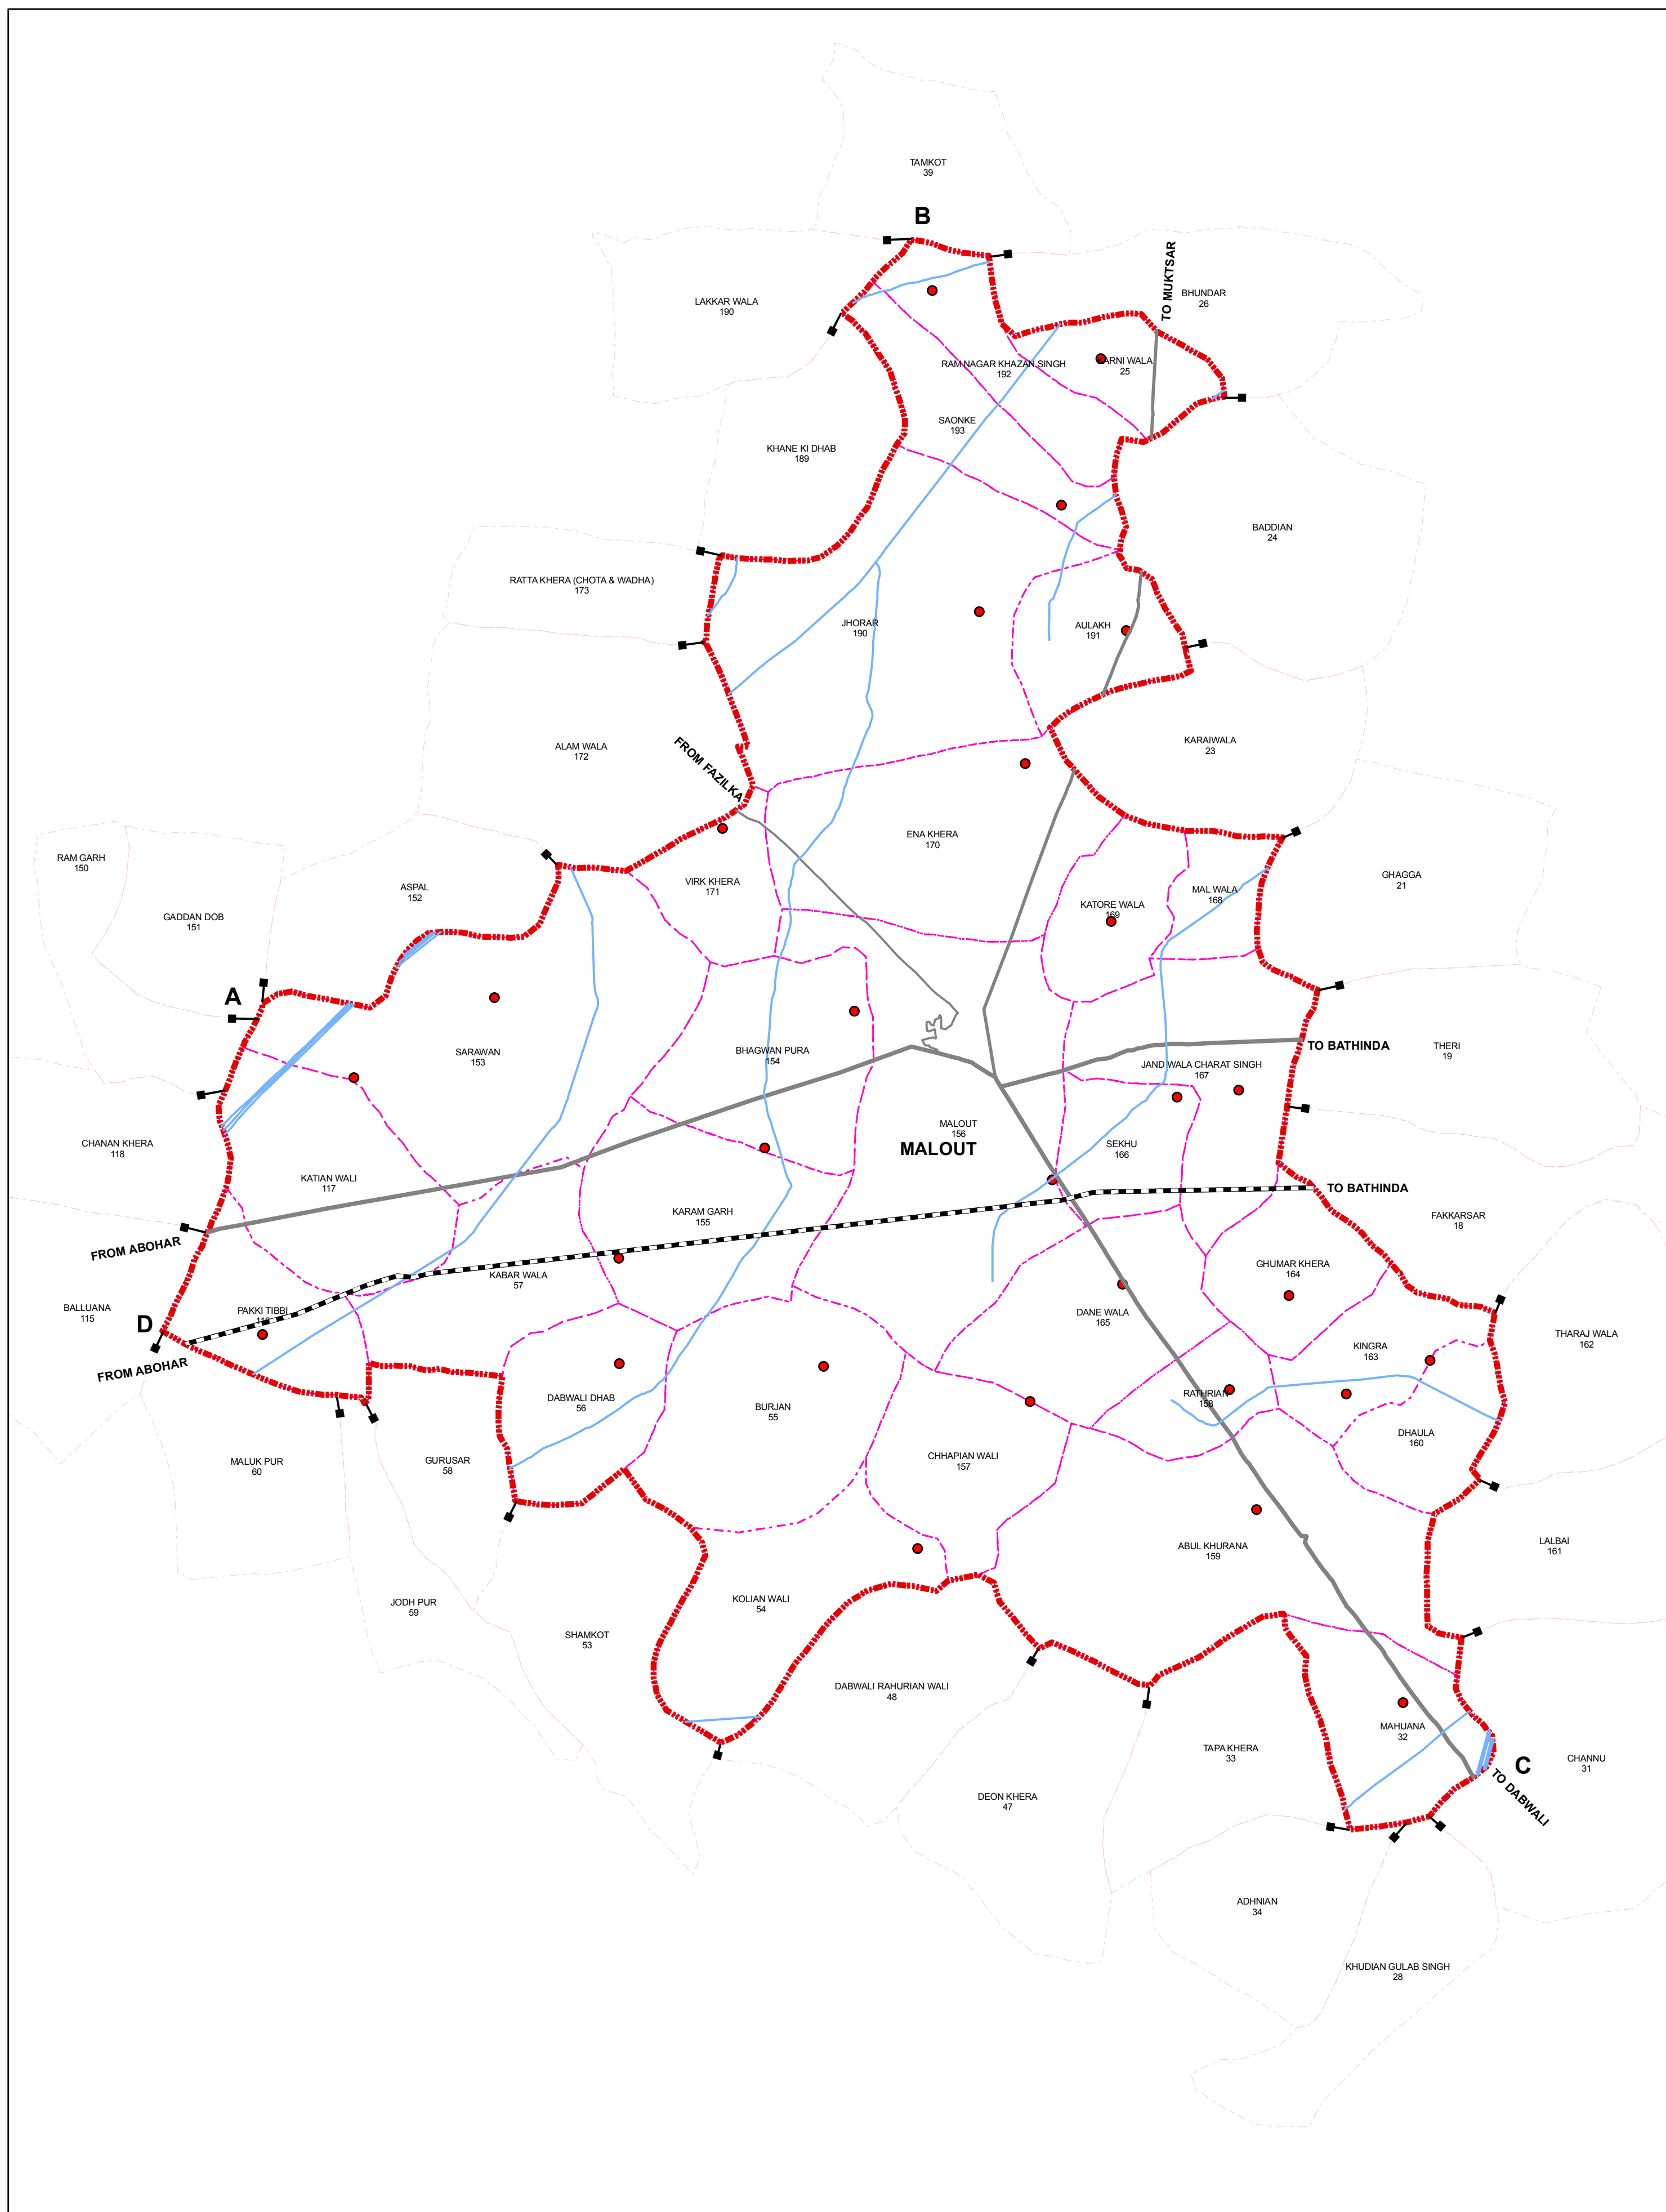 TAMKOT
39
B
TO MUKTSAR
BHUNDAR
26
LAKKAR WALA
190
RAM NAGAR KHAZAN SINGH
192
25
SAONKE
193
KHANE KI DHAB
189
BADDIAN
24
RATTA KHERA (CHOTA & WADHA)
173
JHORAR
190
AULAKH
191
ALAM WALA
172
FROM FAZILKA
KARAIWALA
23
ENA KHERA
170
RAM GARH
150
ASPAL
152
VIRK KHERA
171
MAL WALA
168
GHAGGA
21
KATORE WALA
169
GADDAN DOB
151
A
SARAWAN
153
BHAGWAN PURA
154
TO BATHINDA
THERI
19
JAND WALA CHARAT SINGH
167
MALOUT
156
MALOUT
SEKHU
166
CHANAN KHERA
118
KATIAN WALI
117
TO BATHINDA
KARAM GARH
155
FAKKARSAR
18
FROM ABOHAR
KABAR WALA
57
GHUMAR KHERA
164
BALLUANA
115
D
PAKKI TIBBI
DANE WALA
165
KINGRA
163
THARAJ WALA
162
FROM ABOHAR
DABWALI DHAB
56
BURJAN
55
RATHRIAN
158
DHAULA
160
MALUK PUR
60
GURUSAR
58
CHHAPIAN WALI
157
ABUL KHURANA
159
LALBAI
161
JODH PUR
59
KOLIAN WALI
54
SHAMKOT
53
DABWALI RAHURIAN WALI
48
MAHUANA
32
TAPA KHERA
33
C
CHANNU
31
TO DABWALI
DEON KHERA
47
ADHNIAN
34
KHUDIAN GULAB SINGH
28